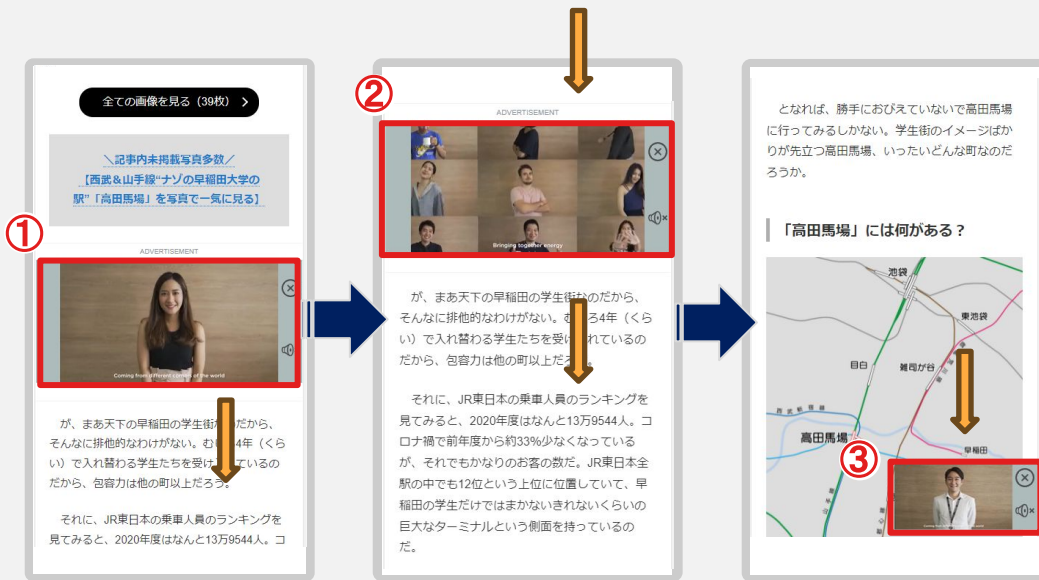 全ての画像を見る（39枚）
＼記事内未掲載写真多数／
【西武＆山手線“ナゾの早稲田大学の
駅”「高田馬場」を写真で一気に見る】
①
ADVERTISEMENT
Coming from different corners of the world
が、まあ天下の早稲田の学生街なのだから、
そんなに排他的なわけがない。むしろ4年（くら
い）で入れ替わる学生たちを受け入れているの
だから、包容力は他の町以上だろう。
それに、JR東日本の乗車人員のランキングを
見てみると、2020年度はなんと13万9544人。コ
②
ADVERTISEMENT
Bringing together energy
が、まあ天下の早稲田の学生街なのだから、
そんなに排他的なわけがない。むしろ4年（くら
い）で入れ替わる学生たちを受け入れているの
だから、包容力は他の町以上だろう。
それに、JR東日本の乗車人員のランキングを
見てみると、2020年度はなんと13万9544人。コ
ロナ禍で前年度から約33%少なくなっている
が、それでもかなりのお客の数だ。JR東日本全
駅の中でも12位という上位に位置していて、早
稲田の学生だけではまかないきれないくらいの
巨大なターミナルという側面を持っているの
だ。
となれば、勝手におびえていないで高田馬場
に行ってみるしかない。学生街のイメージばか
りが先立つ高田馬場、いったいどんな町なのだ
ろうか。
「高田馬場」には何がある？
池袋
東池袋
目白
雑司が谷
西武新宿線
高田馬場
早稲田
③